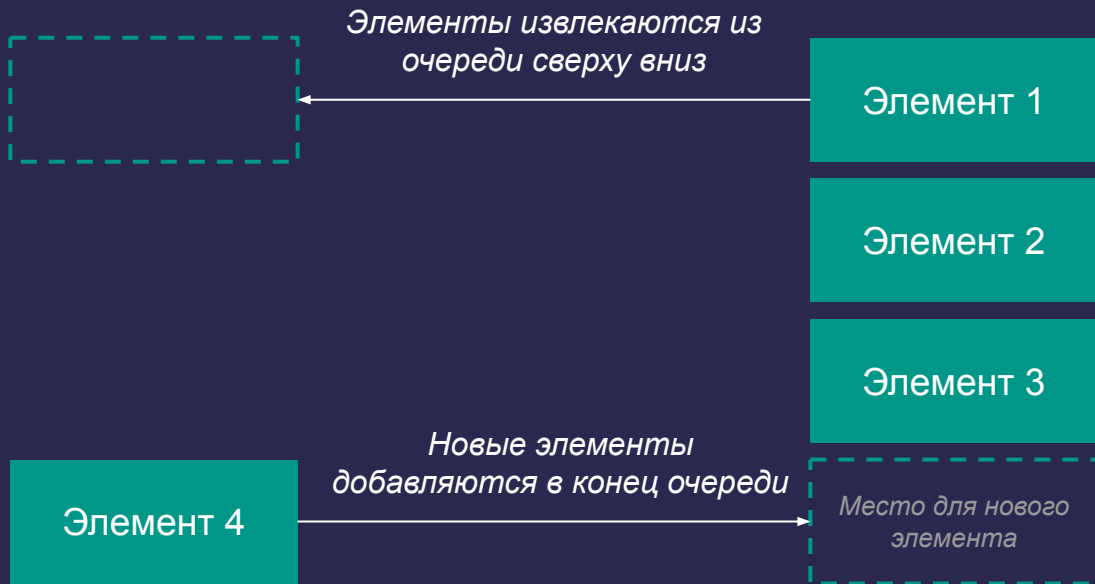 Элементы извлекаются из
очереди сверху вниз
Элемент 1
Элемент 2
Элемент 3
Новые элементы
добавляются в конец очереди
Элемент 4
Место для нового
элемента